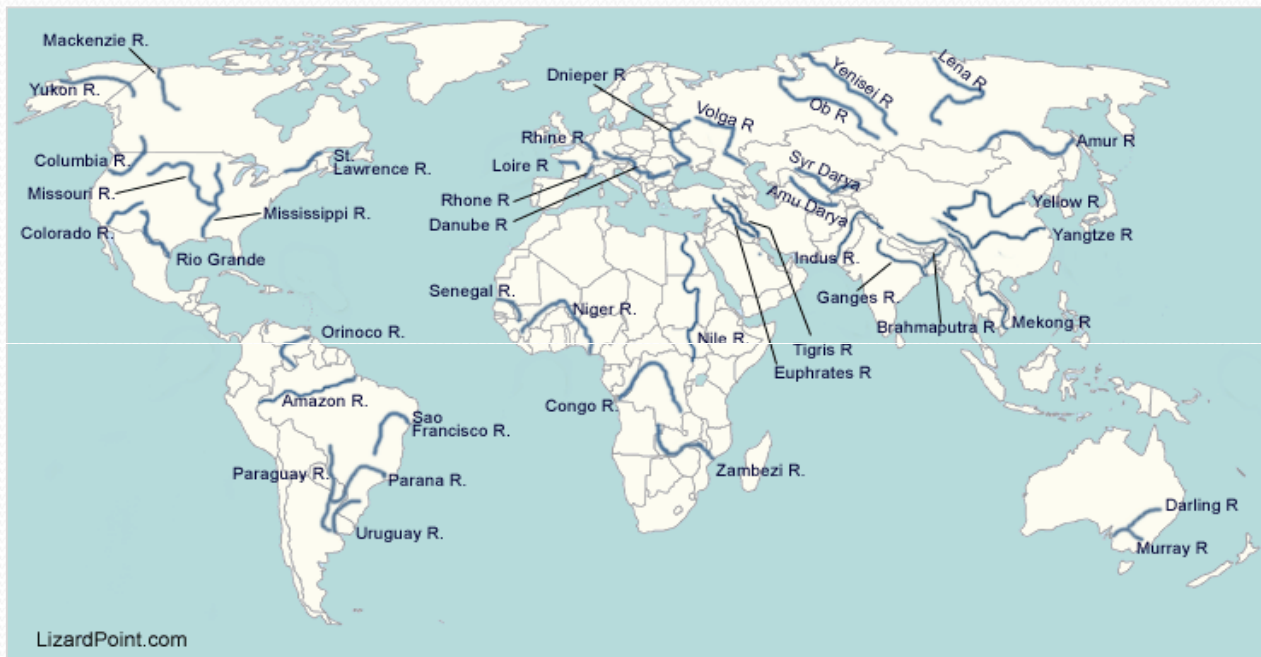 Mackenzie R.
Yukon R.
Columbia R.
Missouri R.
Colorado R.
Rio Grande
Mississippi R.
St.
Lawrence R.
Orinoco R.
Amazon R.
Sao
Francisco R.
Paraguay R.
Parana R.
Uruguay R.
Dnieper R
Rhine R
Loire R
Rhone R
Danube R
Volga R
Senegal R.
Niger R.
Nile R.
Congo R.
Zambezi R.
Tigris R
Euphrates R
Yenisei R
Ob R
Lena R
Amur R
Syr Darya
Amu Darya
Yellow R
Yangtze R
Indus R.
Ganges R.
Brahmaputra R
Mekong R
Darling R
Murray R
LizardPoint.com